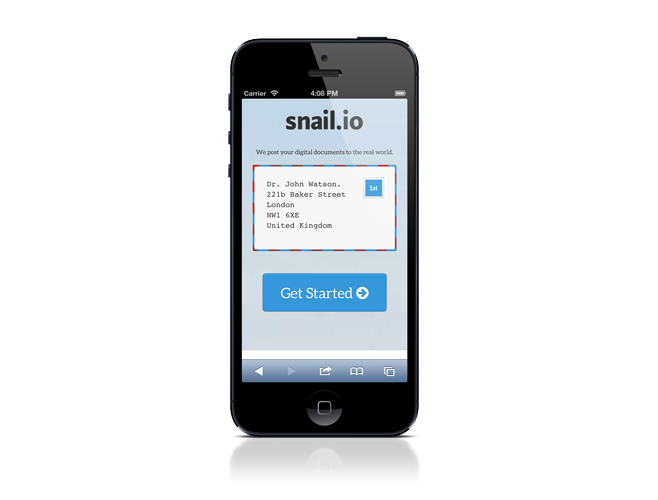 Carrier 4:08 PM
snail.io
We post your digital documents to the real world.
Dr. John Watson.
1st
221b Baker Street
London
NW1 6XE
United Kingdom
Get Started